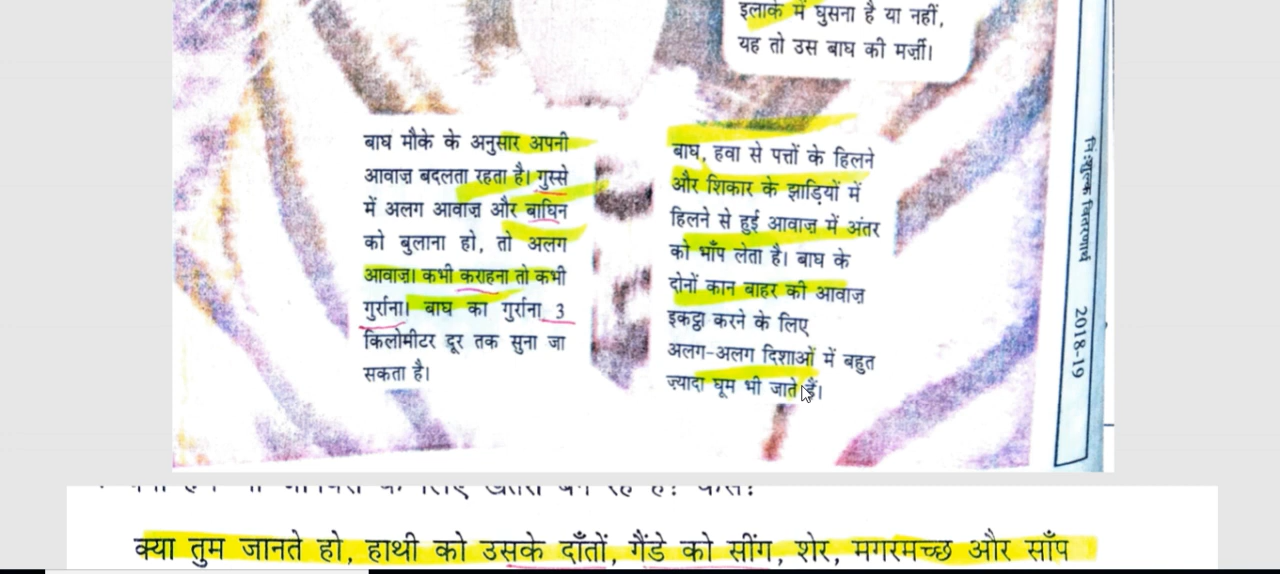 इलाके में घुसना है या नहीं,
यह तो उस बाघ की मर्ज़ी।
बाघ मौके के अनुसार अपनी
आवाज़ बदलता रहता है। गुस्से
में अलग आवाज़ और बाघिन
को बुलाना हो, तो अलग
आवाज़। कभी कराहना तो कभी
गुर्राना। बाघ का गुर्राना 3
किलोमीटर दूर तक सुना जा
सकता है।
बाघ, हवा से पत्तों के हिलने
और शिकार के झाड़ियों में
हिलने से हुई आवाज़ में अंतर
को भाँप लेता है। बाघ के
दोनों कान बाहर की आवाज़
इकट्ठा करने के लिए
अलग-अलग दिशाओं में बहुत
ज़्यादा घूम भी जाते हैं।
निःशुल्क वितरणार्थ 2018-19
क्या तुम जानते हो, हाथी को उसके दाँतों, गैंडे को सींग, शेर, मगरमच्छ और साँप